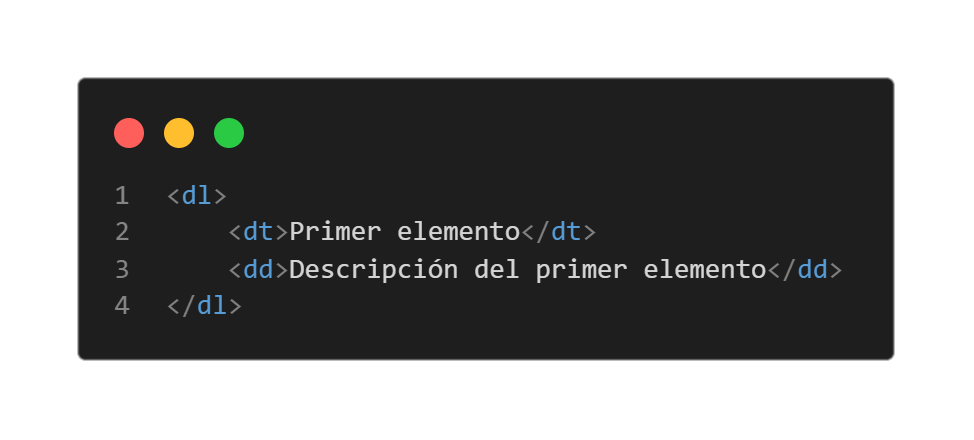 1 <dl>
2     <dt>Primer elemento</dt>
3     <dd>Descripción del primer elemento</dd>
4 </dl>